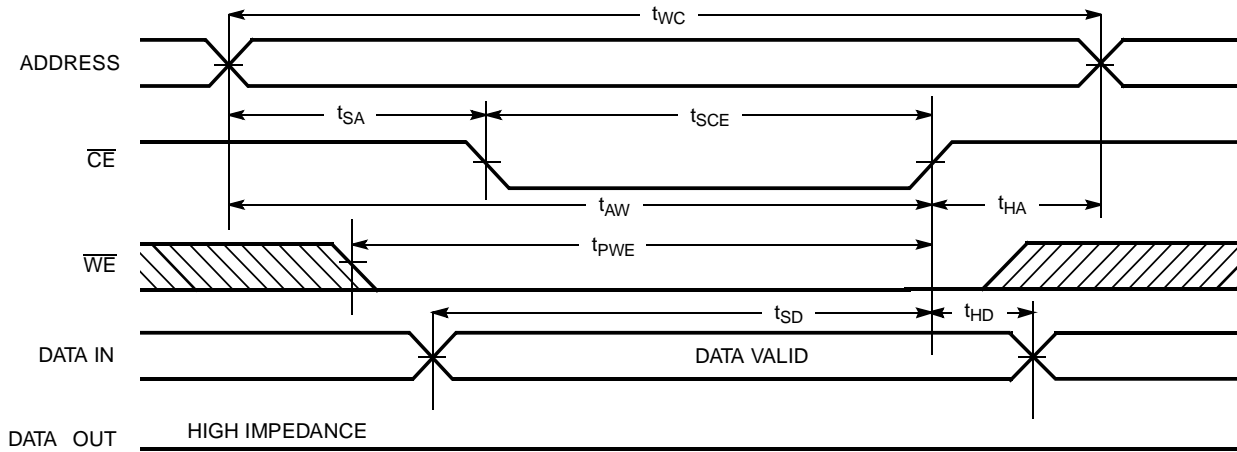 tWC
ADDRESS
tSA
tSCE
CE
tAW
tHA
WE
tPWE
tSD
tHD
DATA IN
DATA VALID
DATA OUT
HIGH IMPEDANCE